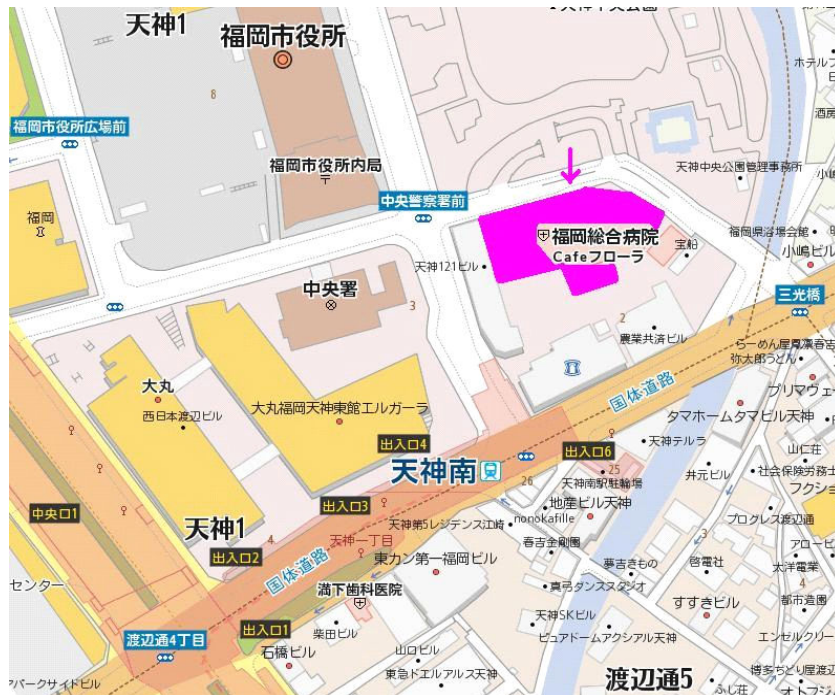 天神1
福岡市役所
8
福岡市役所広場前
福岡市役所内局
中央警察署前
天神中央公園管理事務所
福岡
福岡総合病院
Cafeフローラ
宝船
小嶋ビル
天神121ビル
中央署
3
三光橋
2
農業共済ビル
弥太郎うどん
大丸
西日本渡辺ビル
大丸福岡天神東館エルガーラ
国体道路
プリマヴェ
タマホームタマビル天神
出入口4
出入口6
天神南
天神テルラ
山仁荘
井元ビル
社会保険労務士
25
26
天神南駅駐輪場
フクショ
中央口1
出入口3
地産ビル天神
nonokafille
天神1
4
天神第5レジデンス江崎
天神一丁目
春吉金剛園
3
プログレス渡辺通
アロービ
出入口2
国体道路
東カン第一福岡ビル
夢吉きもの
啓電社
太洋電業
センター
満下歯科医院
真弓ダンススタジオ
4
すすきビル
都市造園
出入口1
柴田ビル
天神SKビル
渡辺通4丁目
ピュアドームアクシアル天神
エンゼルクリー
石橋ビル
山口ビル
アパークサイドビル
東急ドエルアルス天神
渡辺通5
ふじ荘
博多ちどり屋渡辺